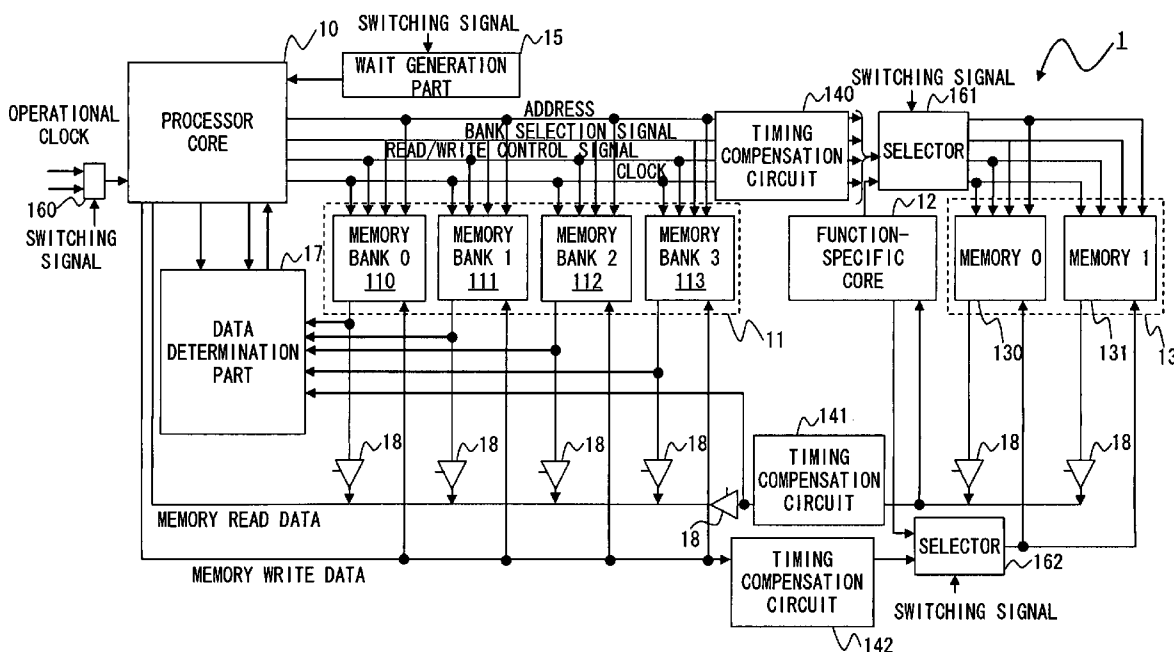 10
SWITCHING SIGNAL
15
WAIT GENERATION
PART
1
OPERATIONAL
CLOCK
PROCESSOR
CORE
ADDRESS
BANK SELECTION SIGNAL
READ/WRITE CONTROL SIGNAL
CLOCK
140
TIMING
COMPENSATION
CIRCUIT
SWITCHING SIGNAL
161
SELECTOR
160
SWITCHING
SIGNAL
17
MEMORY
BANK 0
110
MEMORY
BANK 1
111
MEMORY
BANK 2
112
MEMORY
BANK 3
113
11
12
FUNCTION-
SPECIFIC
CORE
MEMORY 0
MEMORY 1
130
131
13
DATA
DETERMINATION
PART
18
18
18
18
141
TIMING
COMPENSATION
CIRCUIT
18
18
18
MEMORY READ DATA
MEMORY WRITE DATA
TIMING
COMPENSATION
CIRCUIT
142
SELECTOR
162
SWITCHING SIGNAL